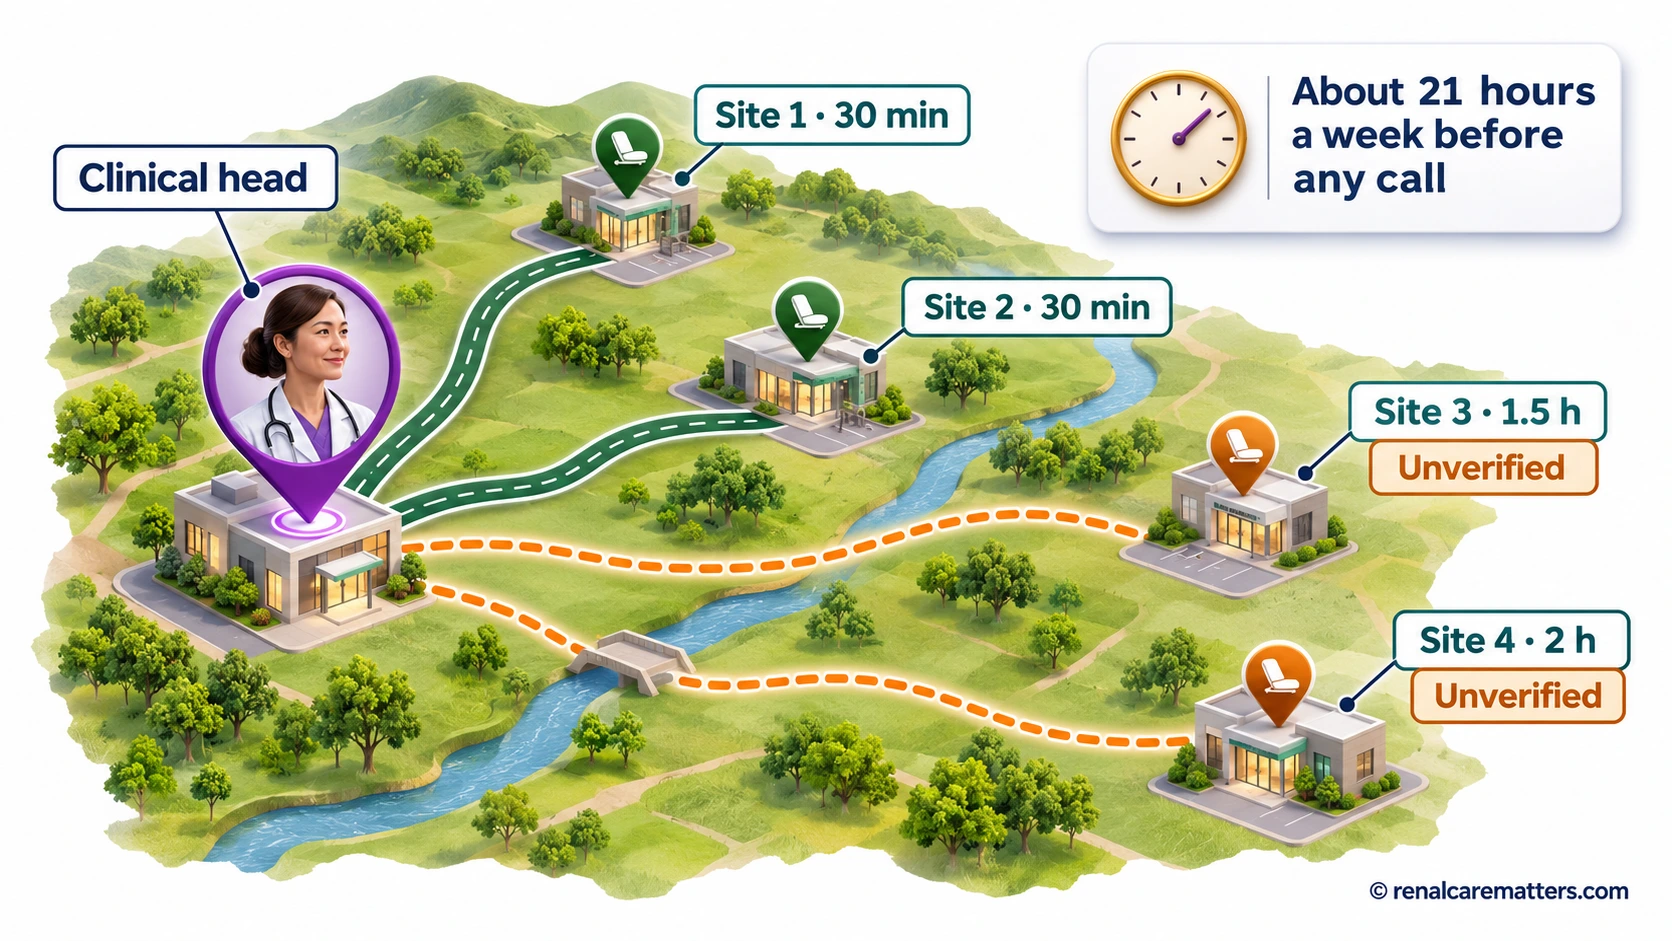 Clinical head
Site 1 · 30 min
About 21 hours
a week before
any call
Site 2 · 30 min
Site 3 · 1.5 h
Unverified
Site 4 · 2 h
Unverified
© renalcarematters.com